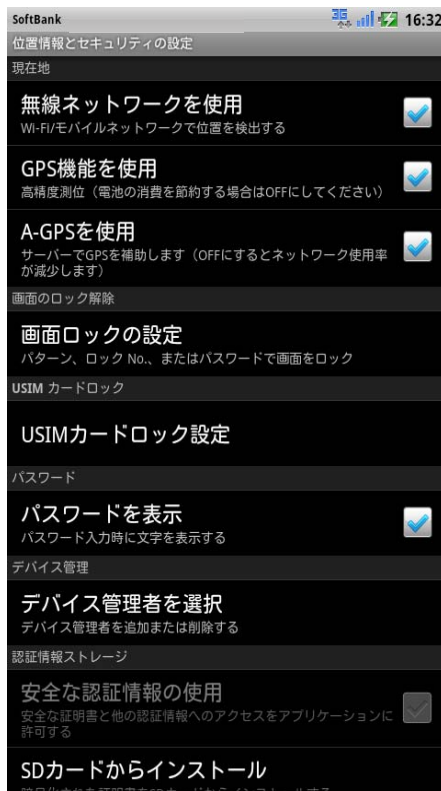 SoftBank 3G 16:32
位置情報とセキュリティの設定
現在地
無線ネットワークを使用
Wi-Fi/モバイルネットワークで位置を検出する
GPS機能を使用
高精度測位（電池の消費を節約する場合はOFFにしてください）
A-GPSを使用
サーバーでGPSを補助します（OFFにするとネットワーク使用率
が減少します）
画面のロック解除
画面ロックの設定
パターン、ロック No.、またはパスワードで画面をロック
USIM カードロック
USIMカードロック設定
パスワード
パスワードを表示
パスワード入力時に文字を表示する
デバイス管理
デバイス管理者を選択
デバイス管理者を追加または削除する
認証情報ストレージ
安全な認証情報の使用
安全な証明書と他の認証情報へのアクセスをアプリケーションに
許可する
SDカードからインストール